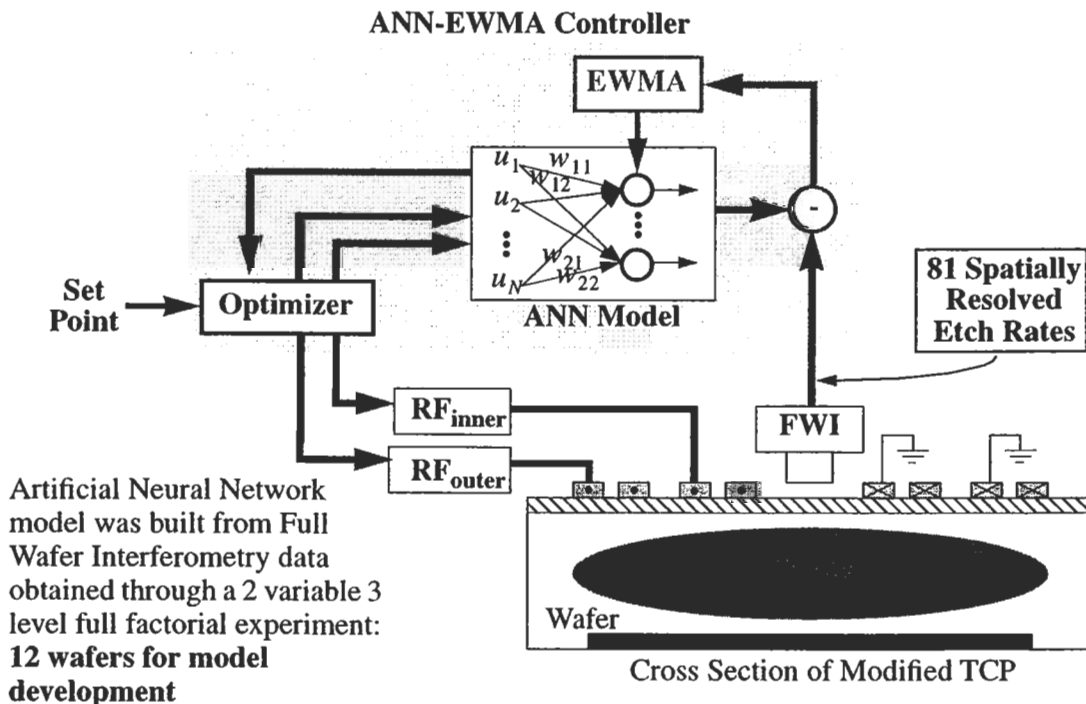 ANN-EWMA Controller
EWMA
u1 w11
w12
u2
w21
uN w22
ANN Model
-
Set
Point
Optimizer
81 Spatially
Resolved
Etch Rates
RFinner
FWI
RFouter
Artificial Neural Network
model was built from Full
Wafer Interferometry data
obtained through a 2 variable 3
level full factorial experiment:
12 wafers for model
development
Wafer
Cross Section of Modified TCP